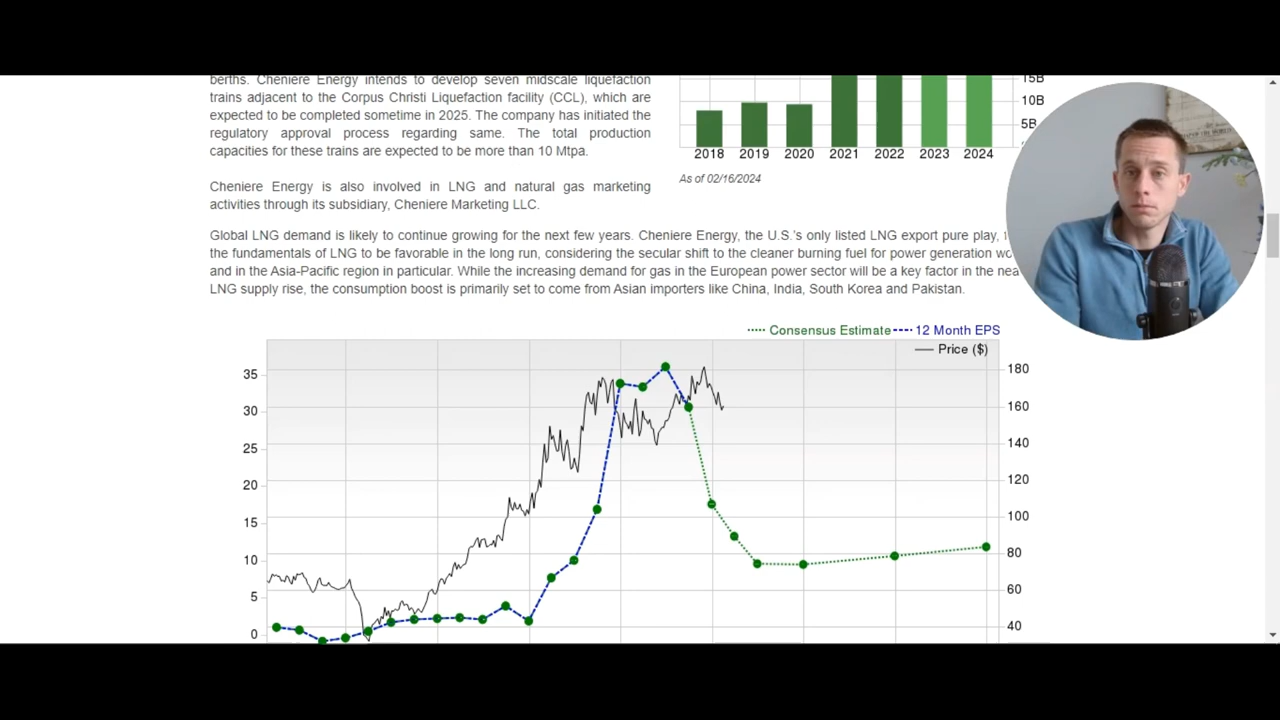 berths. Cheniere Energy intends to develop seven midscale liquefaction
trains adjacent to the Corpus Christi Liquefaction facility (CCL), which are
expected to be completed sometime in 2025. The company has initiated the
regulatory approval process regarding same. The total production
capacities for these trains are expected to be more than 10 Mtpa.
Cheniere Energy is also involved in LNG and natural gas marketing
activities through its subsidiary, Cheniere Marketing LLC.
15B
10B
5B
2018 2019 2020 2021 2022 2023 2024
As of 02/16/2024
Global LNG demand is likely to continue growing for the next few years. Cheniere Energy, the U.S.'s only listed LNG export pure play,
the fundamentals of LNG to be favorable in the long run, considering the secular shift to the cleaner burning fuel for power generation
and in the Asia-Pacific region in particular. While the increasing demand for gas in the European power sector will be a key factor in the
LNG supply rise, the consumption boost is primarily set to come from Asian importers like China, India, South Korea and Pakistan.
Consensus Estimate 12 Month EPS
Price ($)
35 180
30 160
25 140
20 120
15 100
10 80
5 60
0 40